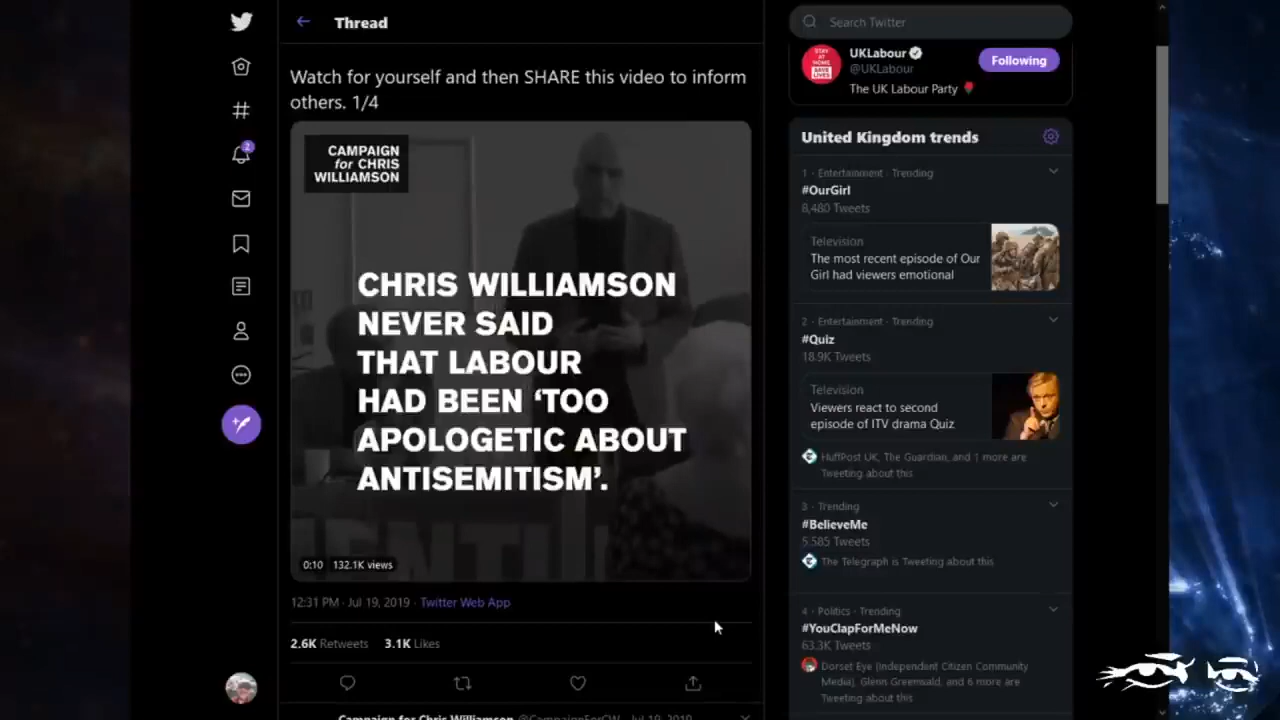 Thread
Watch for yourself and then SHARE this video to inform
others. 1/4
CAMPAIGN
for CHRIS
WILLIAMSON
CHRIS WILLIAMSON
NEVER SAID
THAT LABOUR
HAD BEEN ‘TOO
APOLOGETIC ABOUT
ANTISEMITISM’.
0:10 132.1K views
12:31 PM · Jul 19, 2019 · Twitter Web App
2.6K Retweets 3.1K Likes
Campaign for Chris Williamson @CampaignForCW · Jul 19, 2019
2
Search Twitter
STAY AT
HOME
SAVE
LIVES
UKLabour
@UKLabour
Following
The UK Labour Party
United Kingdom trends
1 · Entertainment · Trending
#OurGirl
8,480 Tweets
Television
The most recent episode of Our
Girl had viewers emotional
2 · Entertainment · Trending
#Quiz
18.9K Tweets
Television
Viewers react to second
episode of ITV drama Quiz
HuffPost UK, The Guardian, and 1 more are
Tweeting about this
3 · Trending
#BelieveMe
5,585 Tweets
The Telegraph is Tweeting about this
4 · Politics · Trending
#YouClapForMeNow
63.3K Tweets
Dorset Eye (Independent Citizen Community
Media), Glenn Greenwald, and 6 more are
Tweeting about this